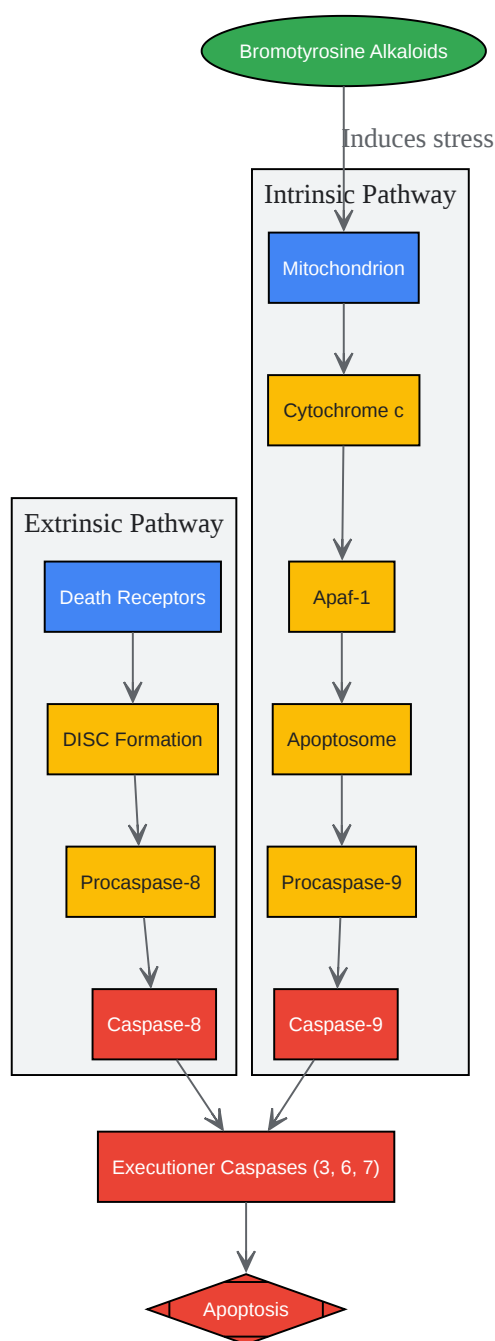 Bromotyrosine Alkaloids
Induces stress
Intrinsic Pathway
Mitochondrion
Cytochrome c
Extrinsic Pathway
Death Receptors
Apaf-1
DISC Formation
Apoptosome
Procaspase-8
Procaspase-9
Caspase-8
Caspase-9
Executioner Caspases (3, 6, 7)
Apoptosis